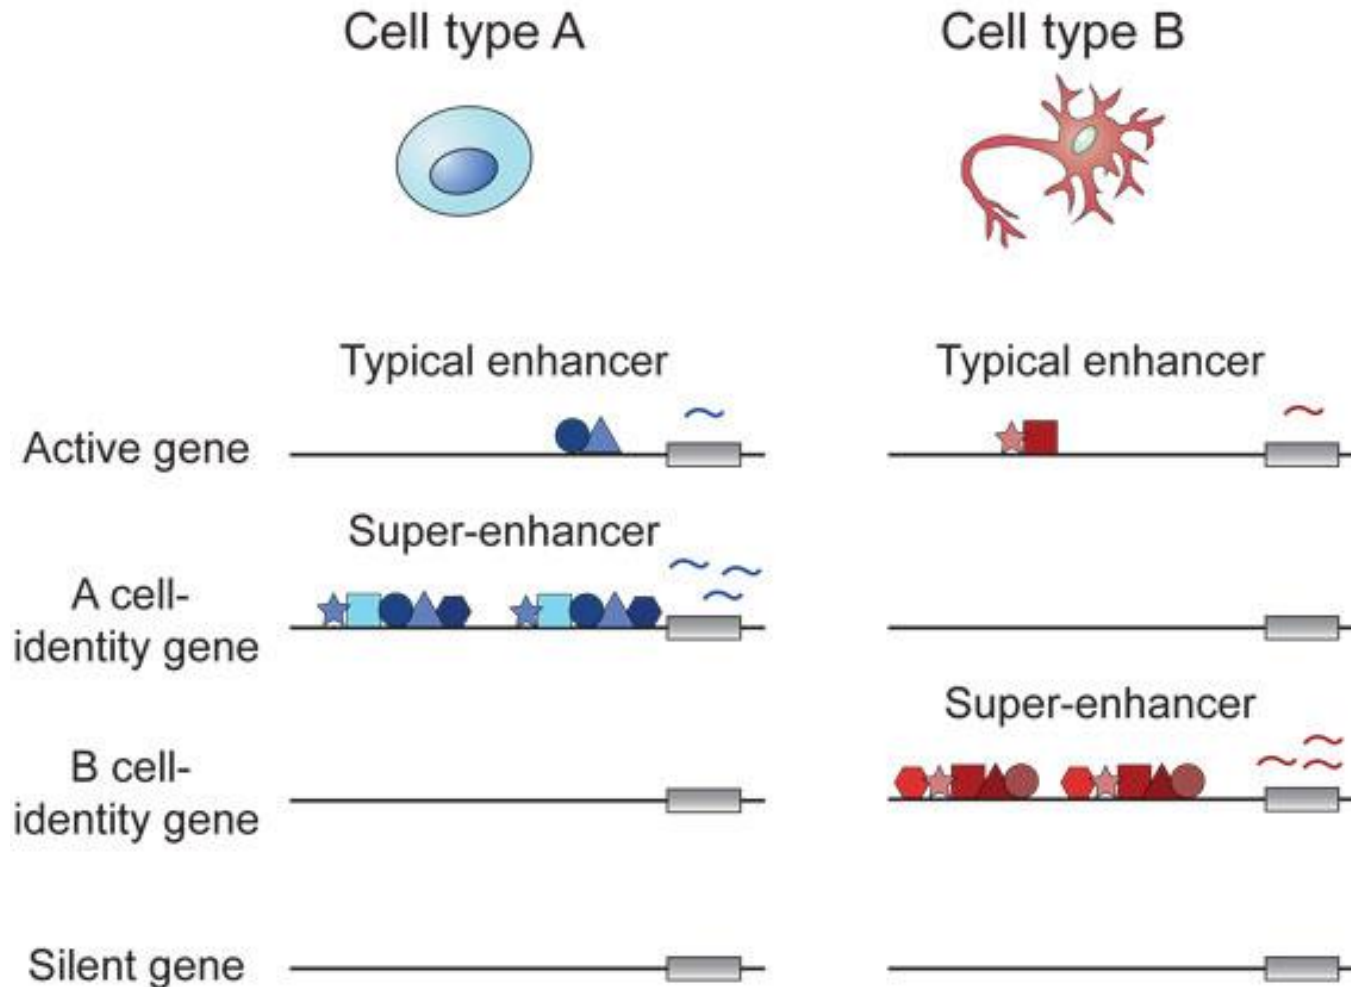 Cell type A
Cell type B
Typical enhancer
Typical enhancer
Active gene
Super-enhancer
A cell-
identity gene
Super-enhancer
B cell-
identity gene
Silent gene